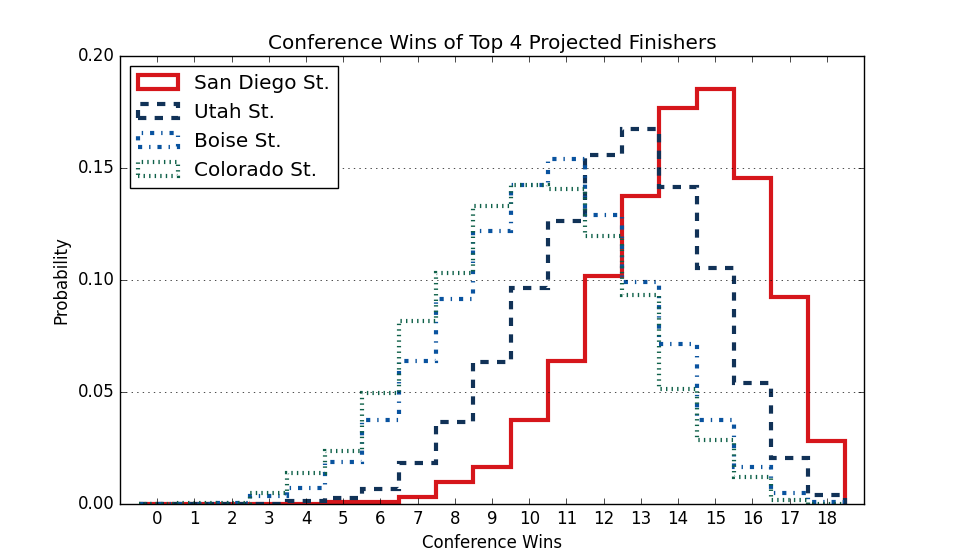 Conference Wins of Top 4 Projected Finishers
San Diego St.
Utah St.
Boise St.
Colorado St.
Probability
0.20
0.15
0.10
0.05
0.00
0 1 2 3 4 5 6 7 8 9 10 11 12 13 14 15 16 17 18
Conference Wins